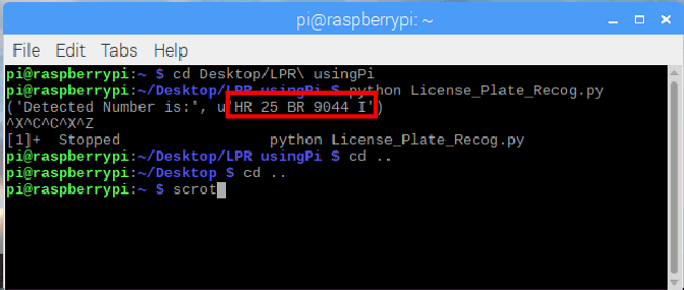 pi@raspberrypi: ~
File Edit Tabs Help
pi@raspberrypi:~ $ cd Desktop/LPR\ usingPi
pi@raspberrypi:~/Desktop/LPR usingPi $ python License_Plate_Recog.py
('Detected Number is:', u'HR 25 BR 9044 I')
^X^C^C^X^Z
[1]+  Stopped                 python License_Plate_Recog.py
pi@raspberrypi:~/Desktop/LPR usingPi $ cd ..
pi@raspberrypi:~/Desktop $ cd ..
pi@raspberrypi:~ $ scrot